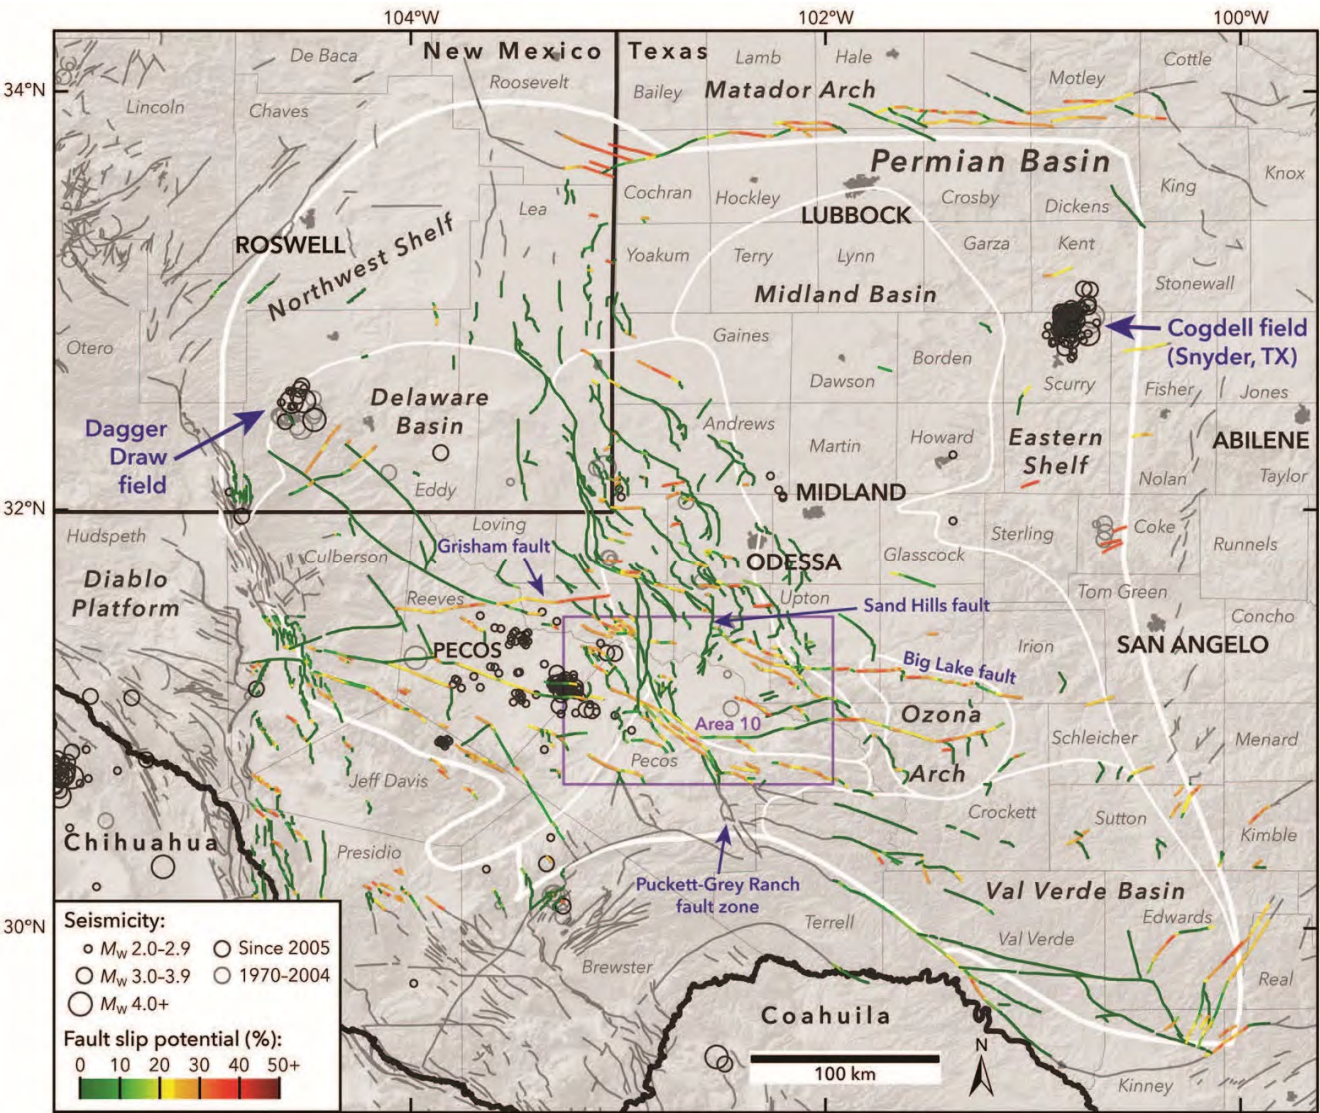 104°W 102°W 100°W
34°N
32°N
30°N
New Mexico Texas
De Baca
Roosevelt
Lamb
Hale
Motley
Cottle
Lincoln
Chaves
Bailey
Matador Arch
Permian Basin
Lea
Cochran
Hockley
LUBBOCK
Crosby
Dickens
King
Knox
ROSWELL
Northwest Shelf
Yoakum
Terry
Lynn
Garza
Kent
Stonewall
Midland Basin
Otero
Gaines
Borden
Cogdell field
(Snyder, TX)
Dawson
Scurry
Fisher
Jones
Delaware
Basin
Dagger
Draw
field
Andrews
Martin
Howard
Eastern
Shelf
ABILENE
Eddy
MIDLAND
Nolan
Taylor
Hudspeth
Loving
Grisham fault
Culberson
ODESSA
Glasscock
Sterling
Coke
Runnels
Diablo
Platform
Reeves
Upton
Sand Hills fault
Tom Green
Concho
PECOS
Irion
SAN ANGELO
Big Lake fault
Area 10
Ozona
Arch
Pecos
Schleicher
Menard
Jeff Davis
Crockett
Sutton
Kimble
Chihuahua
Presidio
Puckett-Grey Ranch
fault zone
Val Verde Basin
Terrell
Val Verde
Edwards
Brewster
Real
Coahuila
Kinney
N
100 km
Seismicity:
Mw 2.0-2.9 Since 2005
Mw 3.0-3.9 1970-2004
Mw 4.0+
Fault slip potential (%):
0 10 20 30 40 50+